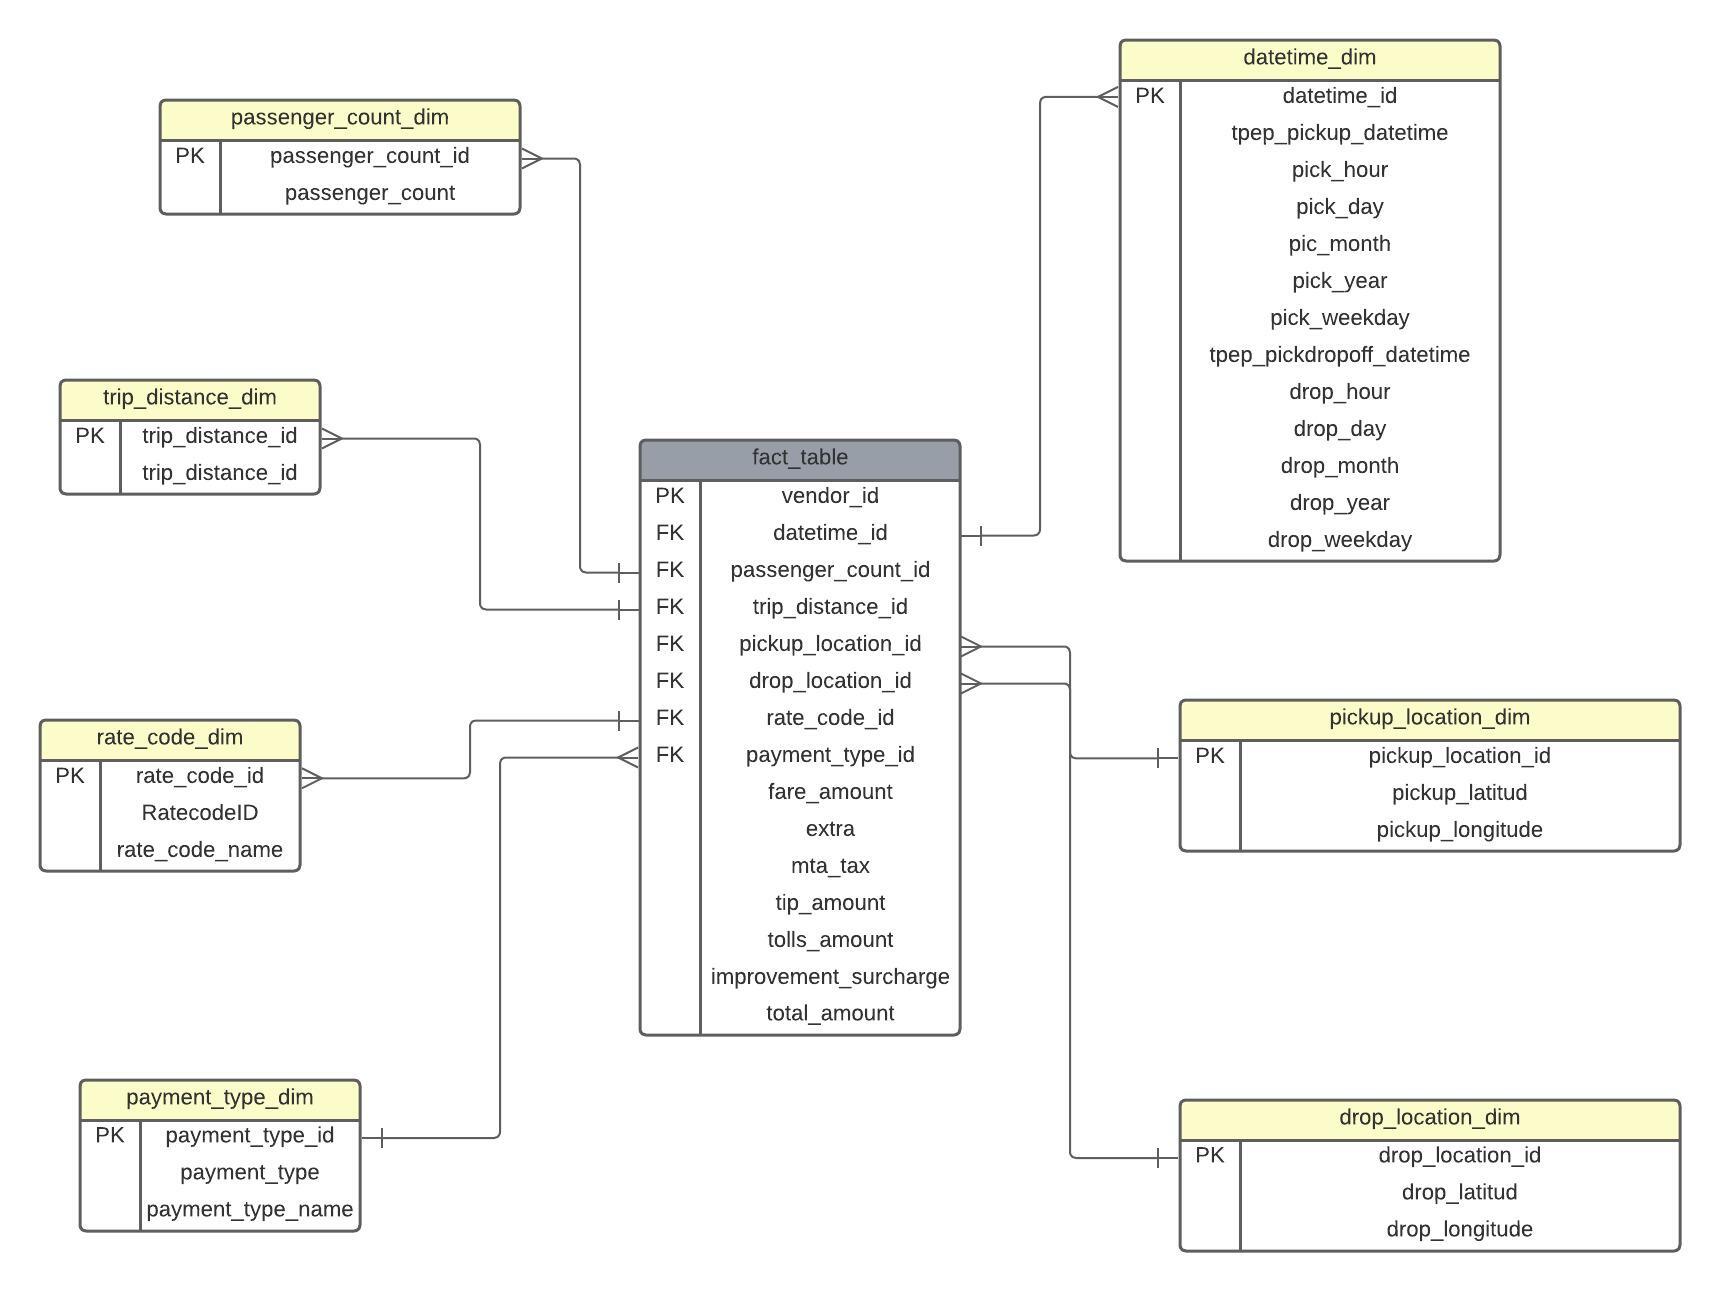 passenger_count_dim
PK passenger_count_id
passenger_count
datetime_dim
PK datetime_id
tpep_pickup_datetime
pick_hour
pick_day
pic_month
pick_year
pick_weekday
tpep_pickdropoff_datetime
drop_hour
drop_day
drop_month
drop_year
drop_weekday
trip_distance_dim
PK trip_distance_id
trip_distance_id
fact_table
PK vendor_id
FK datetime_id
FK passenger_count_id
FK trip_distance_id
FK pickup_location_id
FK drop_location_id
FK rate_code_id
FK payment_type_id
fare_amount
extra
mta_tax
tip_amount
tolls_amount
improvement_surcharge
total_amount
rate_code_dim
PK rate_code_id
RatecodeID
rate_code_name
pickup_location_dim
PK pickup_location_id
pickup_latitud
pickup_longitude
payment_type_dim
PK payment_type_id
payment_type
payment_type_name
drop_location_dim
PK drop_location_id
drop_latitud
drop_longitude